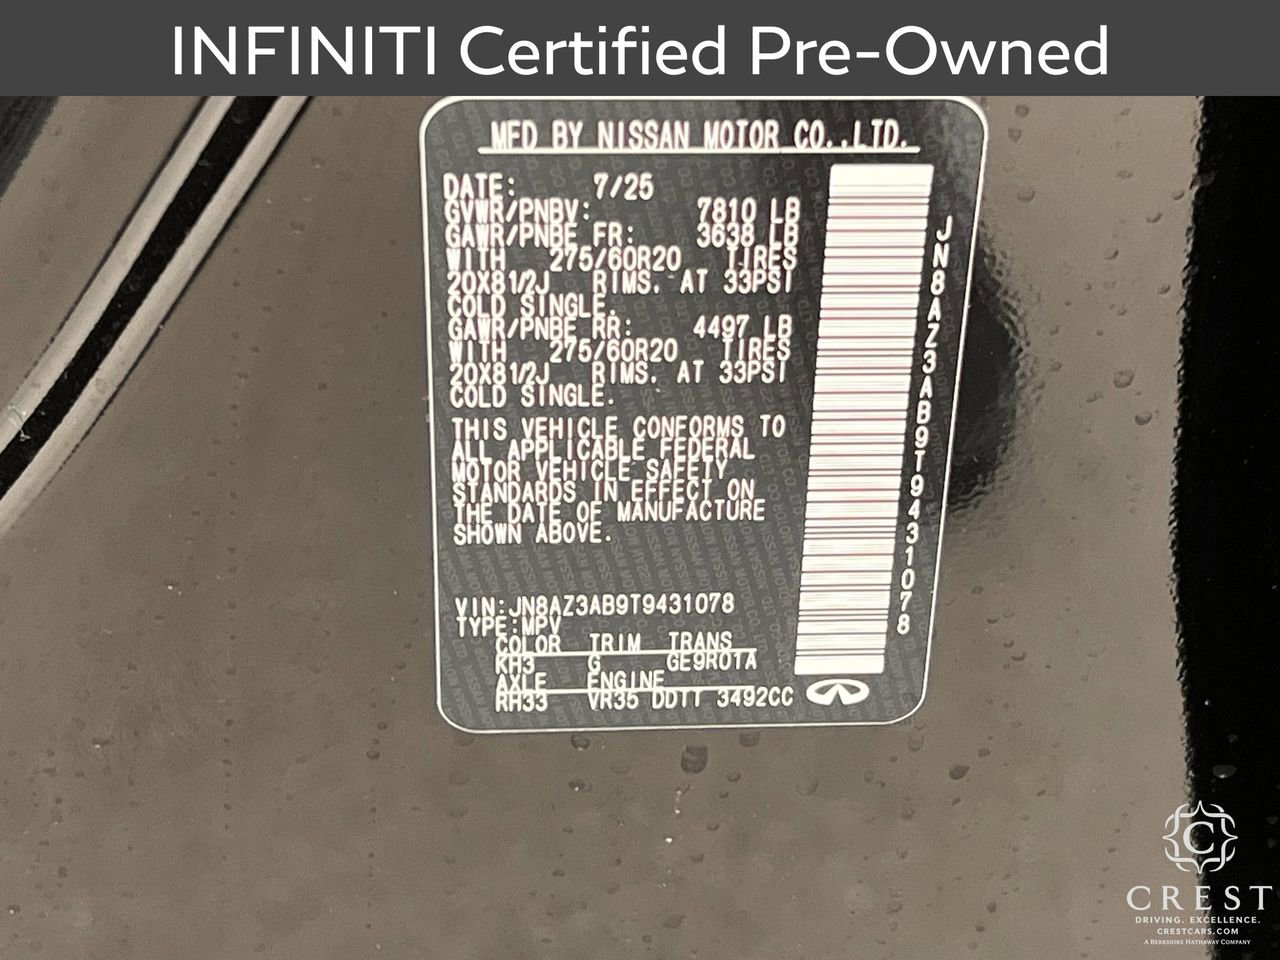 INFINITI Certified Pre-Owned
MFD BY NISSAN MOTOR CO.,LTD.
DATE: 7/25
GVWR/PNBV: 7810 LB
GAWR/PNBE FR: 3638 LB
WITH 275/60R20 TIRES
20X81/2J RIMS. AT 33PSI
COLD SINGLE.
GAWR/PNBE RR: 4497 LB
WITH 275/60R20 TIRES
20X81/2J RIMS. AT 33PSI
COLD SINGLE.
THIS VEHICLE CONFORMS TO
ALL APPLICABLE FEDERAL
MOTOR VEHICLE SAFETY
STANDARDS IN EFFECT ON
THE DATE OF MANUFACTURE
SHOWN ABOVE.
VIN:JN8AZ3AB9T9431078
TYPE:MPV
COLOR TRIM TRANS
KH3 G GE9R01A
AXLE ENGINE
RH33 VR35 DDTT 3492CC
JN8AZ3AB9T9431078
C
CREST
DRIVING. EXCELLENCE.
CRESTCARS.COM
A BERKSHIRE HATHAWAY COMPANY